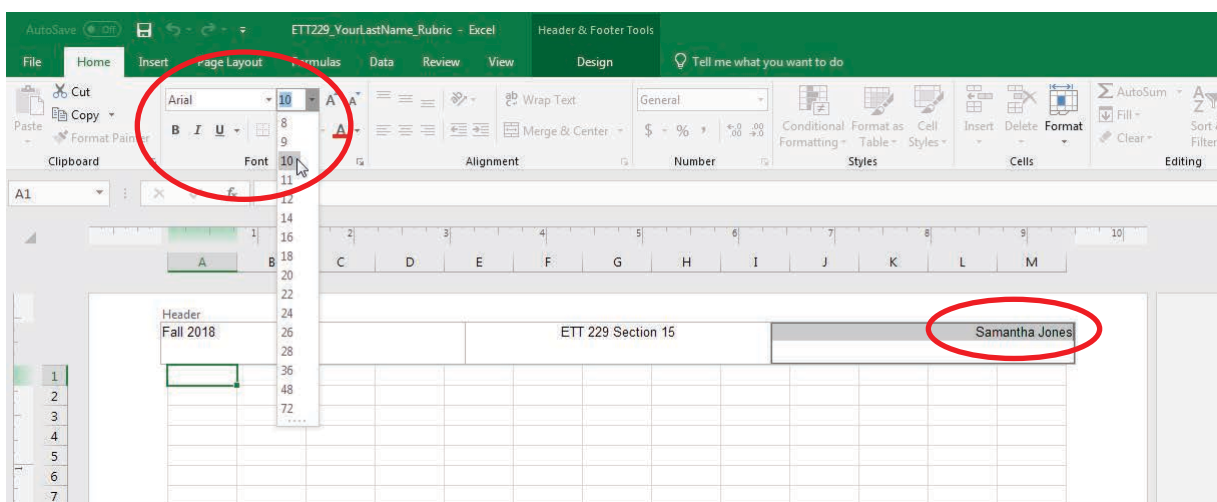 AutoSave Off ETT229_YourLastName_Rubric - Excel Header & Footer Tools
File Home Insert Page Layout Formulas Data Review View Design Tell me what you want to do
Cut
Copy
Paste
Format Painter
Clipboard
Arial 10 A A
B I U A
Font
Wrap Text
Merge & Center
Alignment
General
$ % , .00 .0
Number
Conditional Formatting
Format as Table
Cell Styles
Styles
Insert Delete Format
Cells
AutoSum
Fill
Clear
Sort
Filter
Editing
8
9
10
11
12
14
16
18
20
22
24
26
28
36
48
72
A1 fx
1 2 3 4 5 6 7 8 9 10
A B C D E F G H I J K L M
Header
Fall 2018 ETT 229 Section 15 Samantha Jones
1
2
3
4
5
6
7